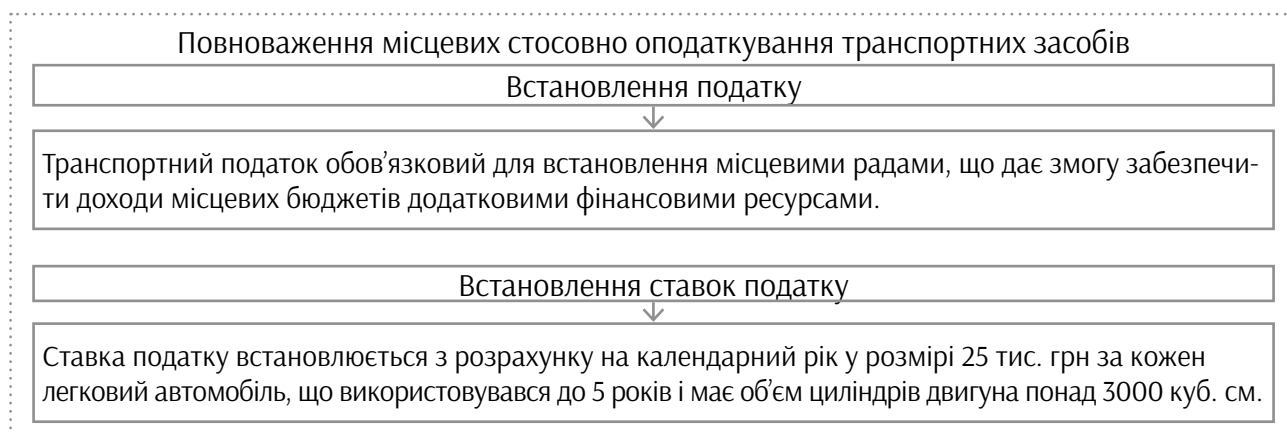 Повноваження місцевих стосовно оподаткування транспортних засобів
Встановлення податку
Транспортний податок обов’язковий для встановлення місцевими радами, що дає змогу забезпечи-
ти доходи місцевих бюджетів додатковими фінансовими ресурсами.
Встановлення ставок податку
Ставка податку встановлюється з розрахунку на календарний рік у розмірі 25 тис. грн за кожен
легковий автомобіль, що використовувався до 5 років і має об’єм циліндрів двигуна понад 3000 куб. см.